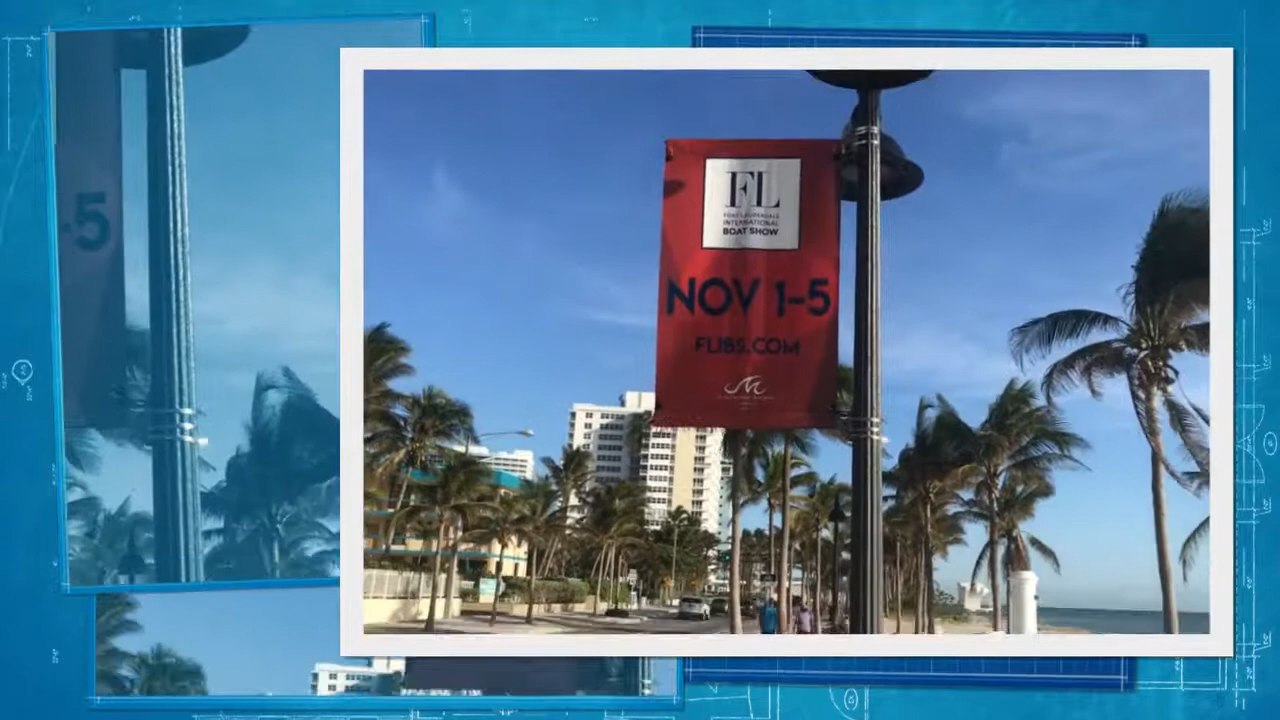 FL
FORT LAUDERDALE
INTERNATIONAL
BOAT SHOW
NOV 1-5
FLIBS.COM
-5